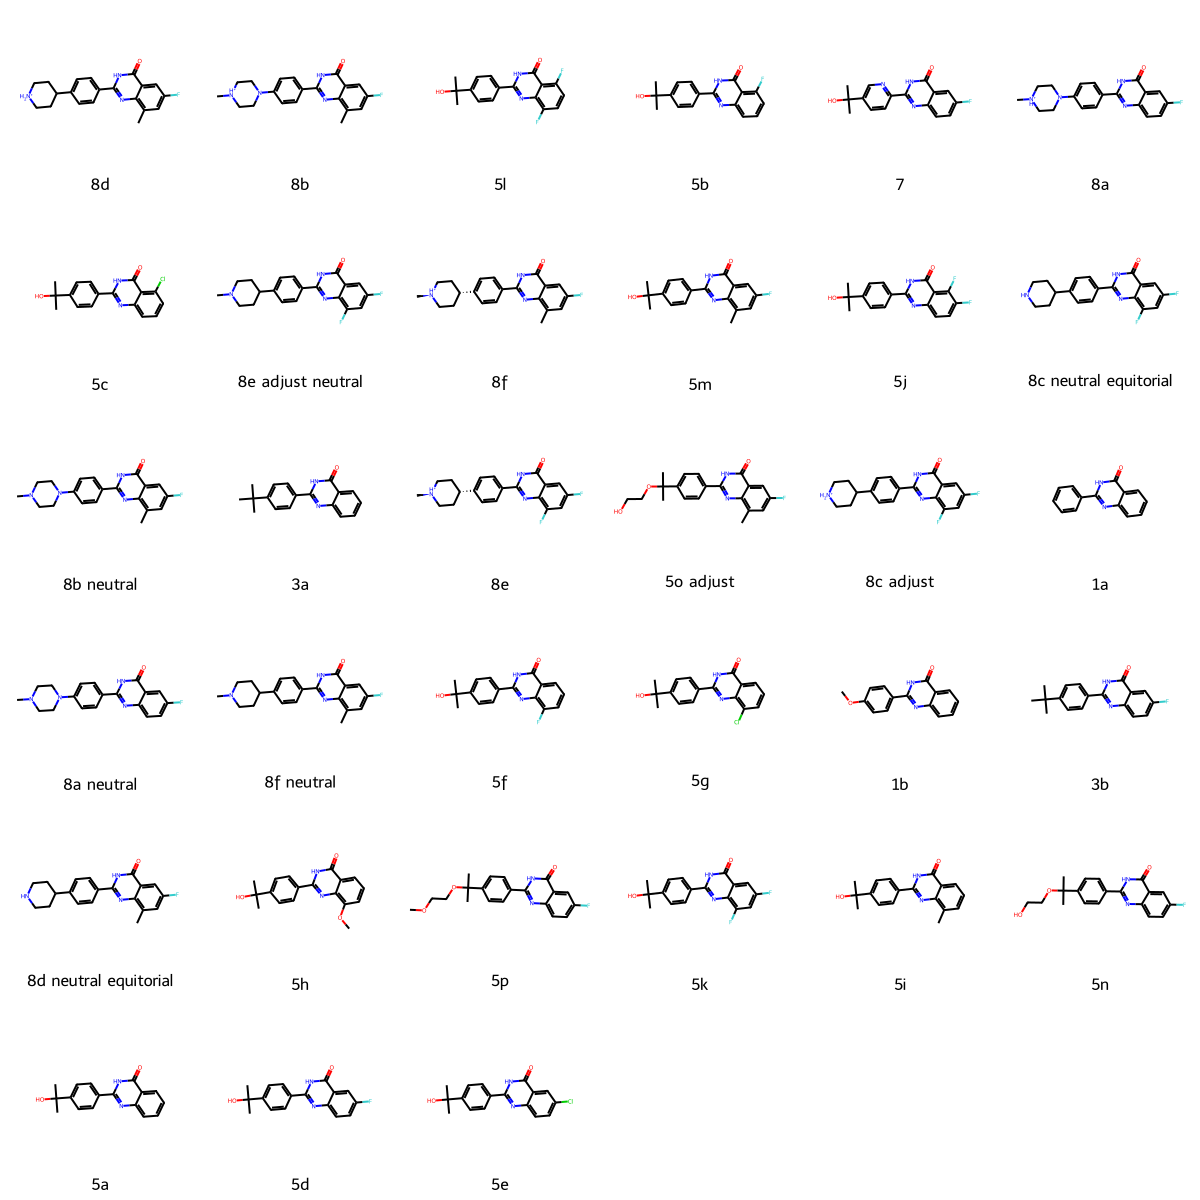 8d
8b
5l
5b
7
8a
5c
8e adjust neutral
8f
5m
5j
8c neutral equitorial
8b neutral
3a
8e
5o adjust
8c adjust
1a
8a neutral
8f neutral
5f
5g
1b
3b
8d neutral equitorial
5h
5p
5k
5i
5n
5a
5d
5e